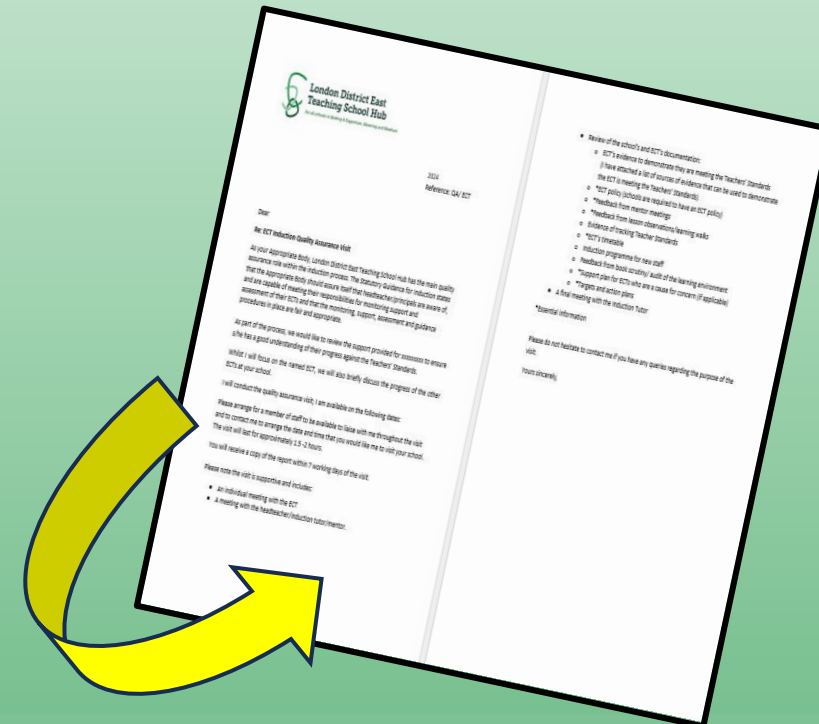 London District East
Teaching School Hub
2024
Reference: QA/ ECT
Dear
Re: ECT Induction Quality Assurance Visit
As your Appropriate Body, London District East Teaching School Hub has the main quality
assurance role within the induction process. The Statutory Guidance for Induction states
that the Appropriate Body should assure itself that headteacher/principals are aware of,
and are capable of meeting their responsibilities for monitoring support and
assessment of their ECTs and that the monitoring, support, assessment and guidance
procedures in place are fair and appropriate.
As part of the process, we would like to review the support provided for xxxxxxxx to ensure
s/he has a good understanding of their progress against the Teachers' Standards.
Whilst I will focus on the named ECT, we will also briefly discuss the progress of the other
ECTs at your school.
I will conduct the quality assurance visit; I am available on the following dates:
Please arrange for a member of staff to be available to liaise with me throughout the visit
and to contact me to arrange the date and time that you would like me to visit your school.
The visit will last for approximately 1.5 -2 hours.
You will receive a copy of the report within 7 working days of the visit.
Please note the visit is supportive and includes:
• An individual meeting with the ECT
• A meeting with the headteacher/induction tutor/mentor.
• Review of the school's and ECT's documentation:
o ECT's evidence to demonstrate they are meeting the Teachers' Standards
(I have attached a list of sources of evidence that can be used to demonstrate
the ECT is meeting the Teachers' Standards).
o *ECT policy (schools are required to have an ECT policy)
o *Feedback from mentor meetings
o *Feedback from lesson observations/learning walks
o Evidence of tracking Teacher Standards
o *ECT's timetable
o Induction programme for new staff
o Feedback from book scrutiny/ audit of the learning environment
o *Support plan for ECTs who are a cause for concern (if applicable)
o *Targets and action plans
• A final meeting with the Induction Tutor
*Essential information
Please do not hesitate to contact me if you have any queries regarding the purpose of the
visit.
Yours sincerely,